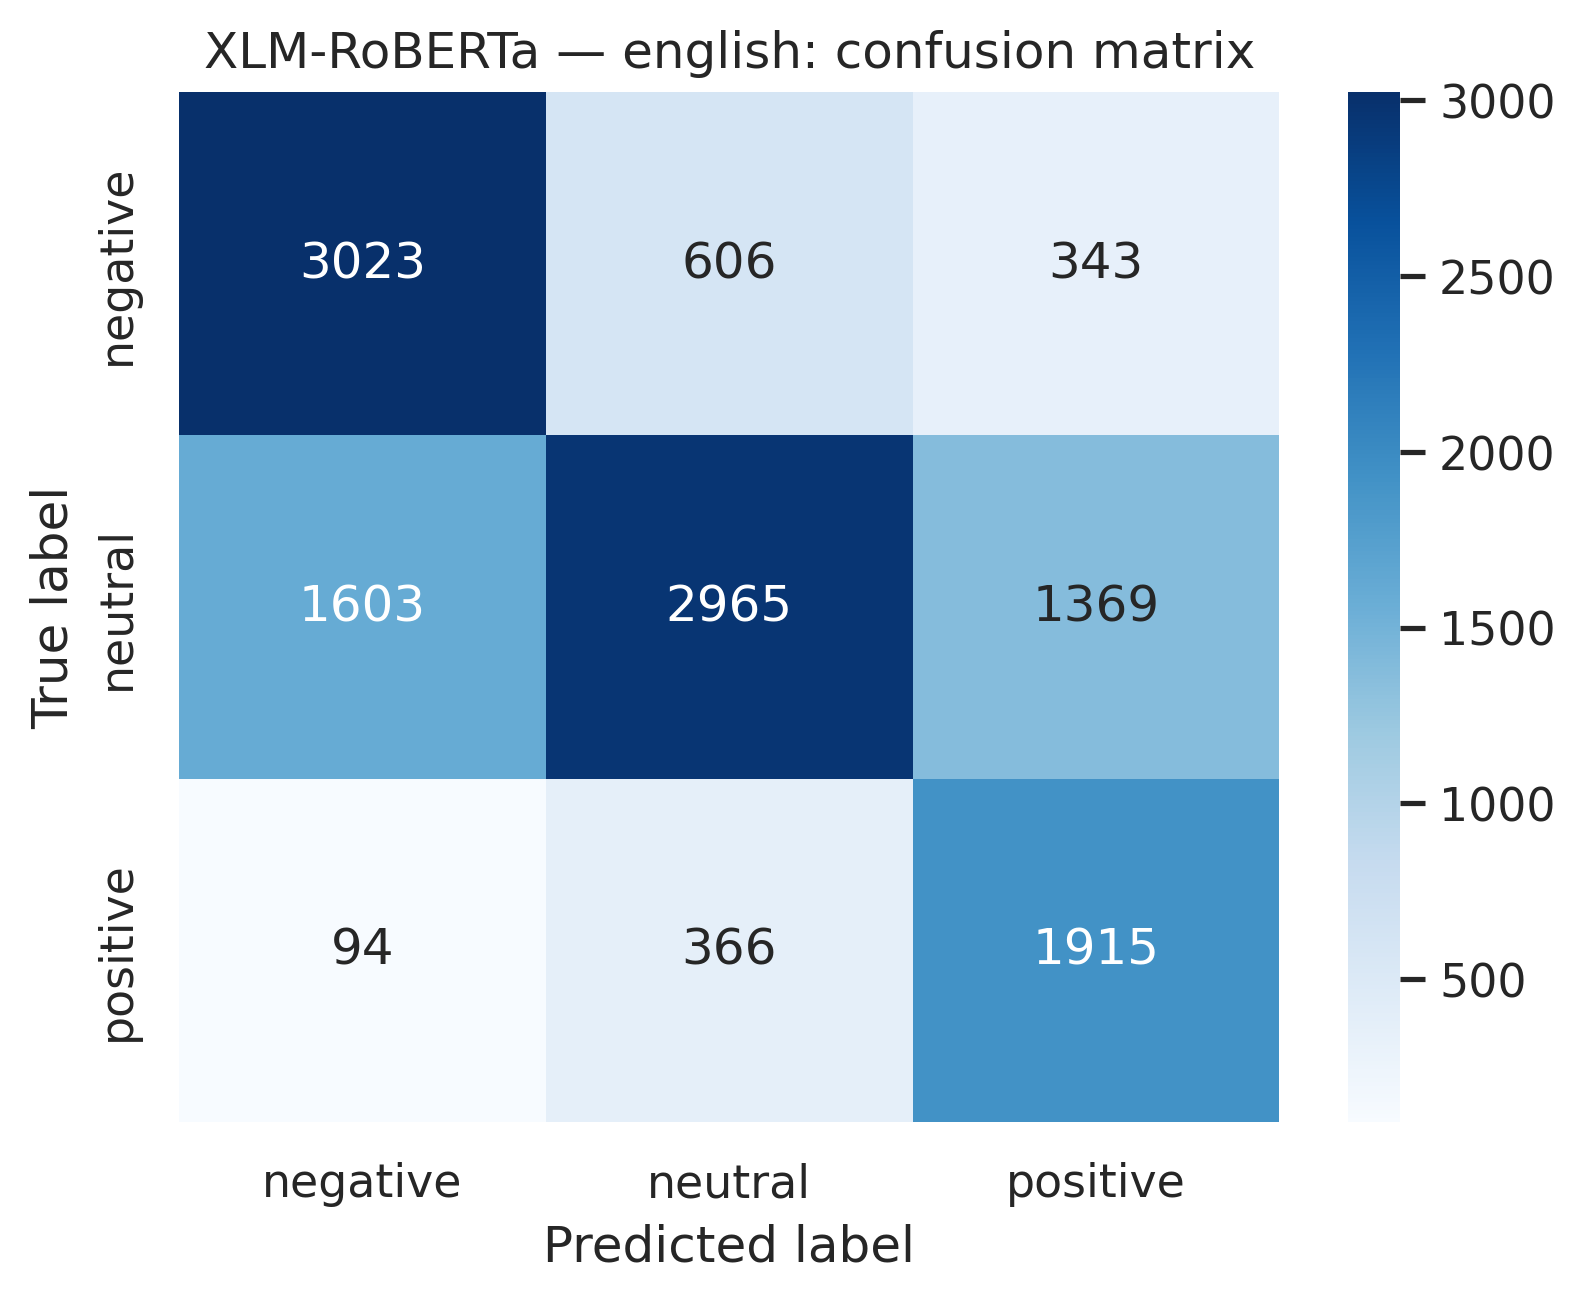 XLM-RoBERTa — english: confusion matrix
True label
negative
3023 606 343
neutral
1603 2965 1369
positive
94 366 1915
negative neutral positive
Predicted label
3000
2500
2000
1500
1000
500